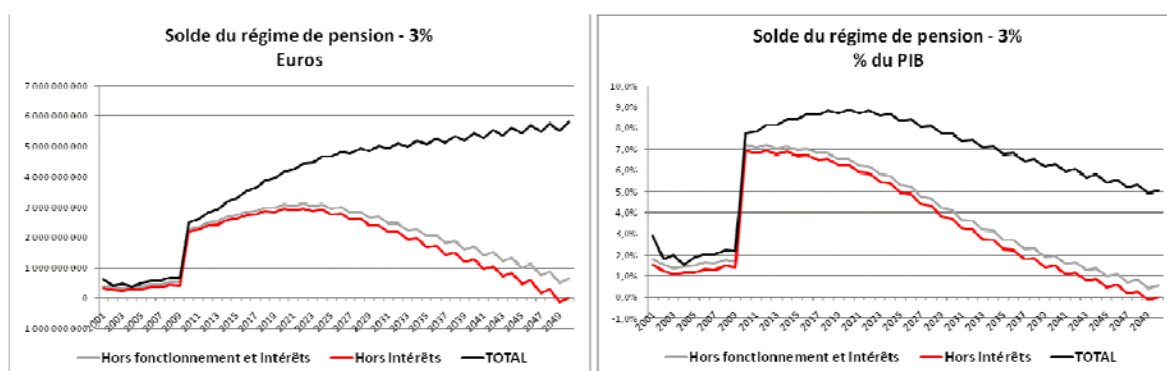 Solde du régime de pension - 3%
Euros
7 000 000 000
6 000 000 000
5 000 000 000
4 000 000 000
3 000 000 000
2 000 000 000
1 000 000 000
0
1 000 000 000
2001 2003 2005 2007 2009 2011 2013 2015 2017 2019 2021 2023 2025 2027 2029 2031 2033 2035 2037 2039 2041 2043 2045 2047 2049
Hors fonctionnement et Intérêts Hors Intérêts TOTAL
Solde du régime de pension - 3%
% du PIB
10,0%
9,0%
8,0%
7,0%
6,0%
5,0%
4,0%
3,0%
2,0%
1,0%
0,0%
-1,0%
2001 2003 2005 2007 2009 2011 2013 2015 2017 2019 2021 2023 2025 2027 2029 2031 2033 2035 2037 2039 2041 2043 2045 2047 2049
Hors fonctionnement et Intérêts Hors Intérêts TOTAL